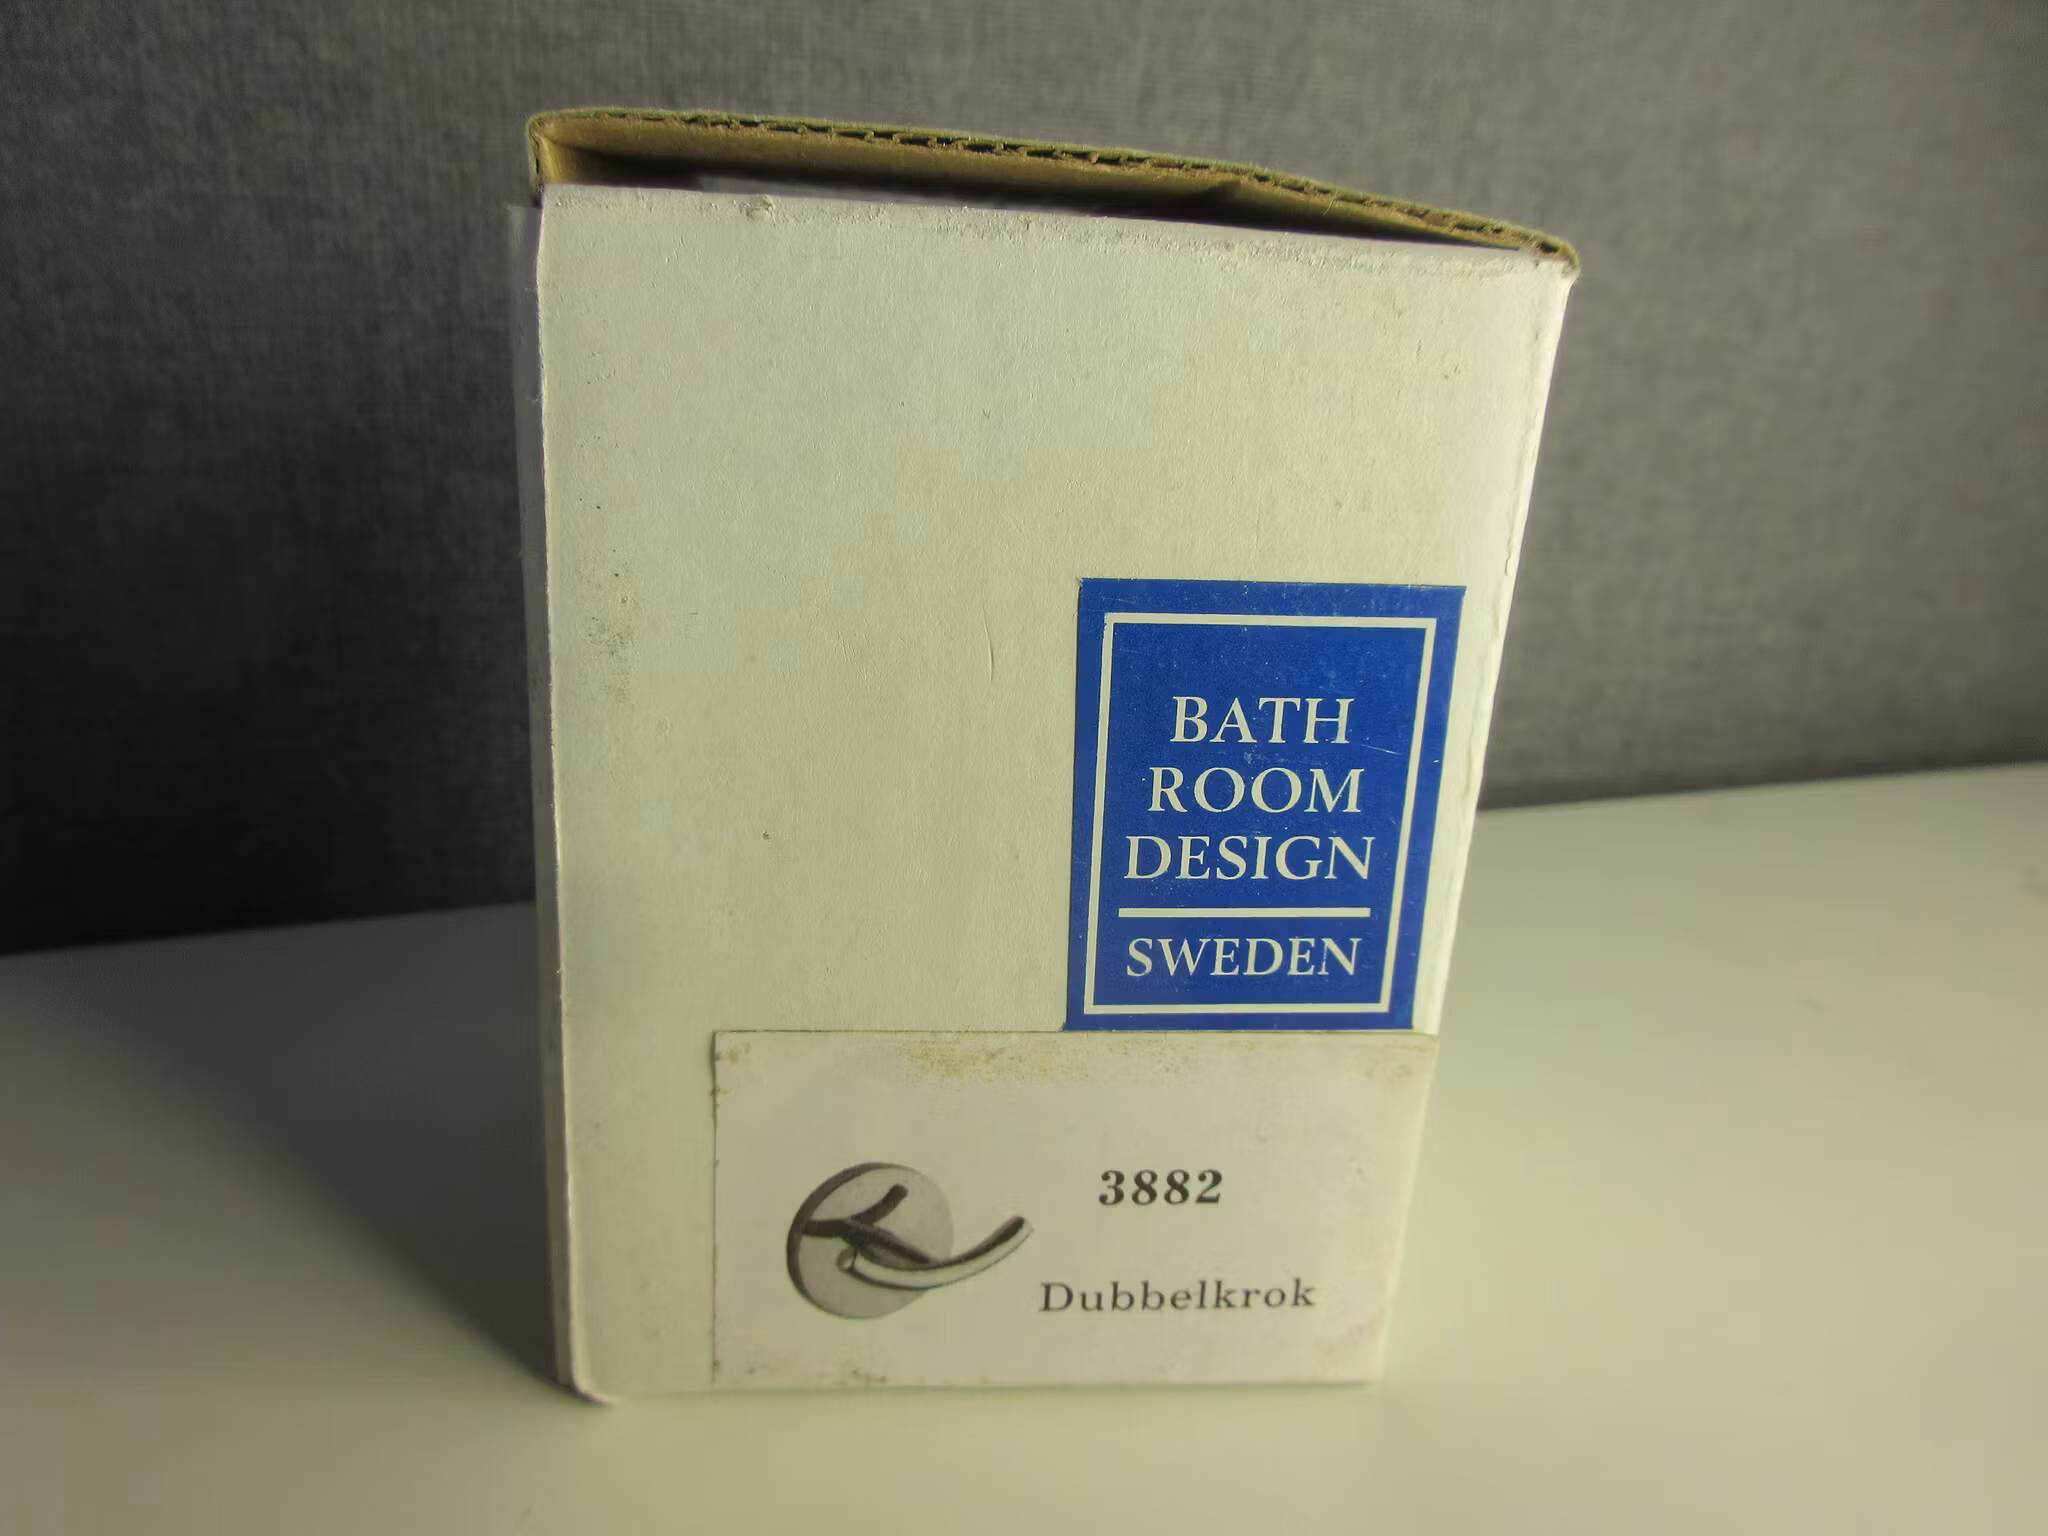 BATH
ROOM
DESIGN
SWEDEN
3882
Dubbelkrok